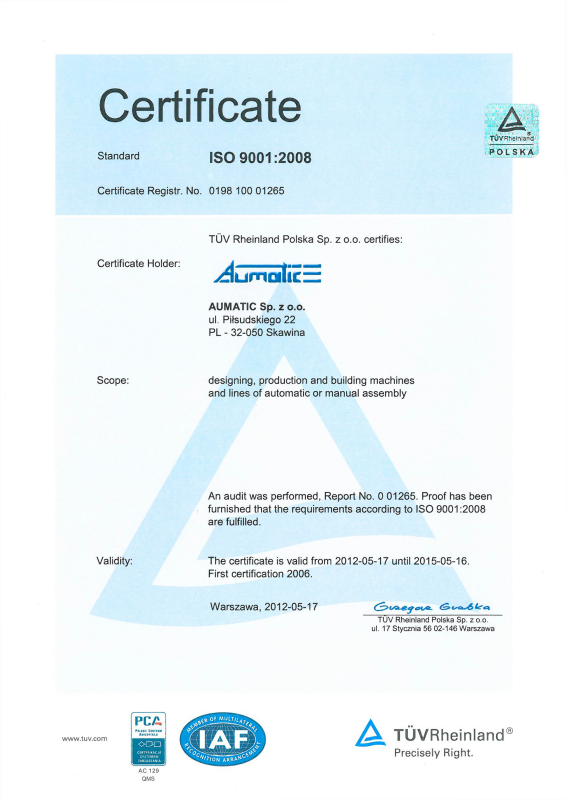 Certificate
Standard ISO 9001:2008
Certificate Registr. No. 0198 100 01265
TÜVRheinland®
POLSKA
TÜV Rheinland Polska Sp. z o.o. certifies:
Certificate Holder: Aumatic
AUMATIC Sp. z o.o.
ul. Piłsudskiego 22
PL - 32-050 Skawina
Scope: designing, production and building machines
and lines of automatic or manual assembly
An audit was performed, Report No. 0 01265. Proof has been
furnished that the requirements according to ISO 9001:2008
are fulfilled.
Validity: The certificate is valid from 2012-05-17 until 2015-05-16.
First certification 2006.
Warszawa, 2012-05-17
Grzegorz Grabka
TÜV Rheinland Polska Sp. z o.o.
ul. 17 Stycznia 56 02-146 Warszawa
www.tuv.com
PCA
POLSKIE CENTRUM
AKREDYTACJI
CERTYFIKACJA
SYSTEMÓW
ZARZĄDZANIA
AC 129
QMS
MEMBER OF MULTILATERAL
IAF
RECOGNITION ARRANGEMENT
TÜVRheinland®
Precisely Right.